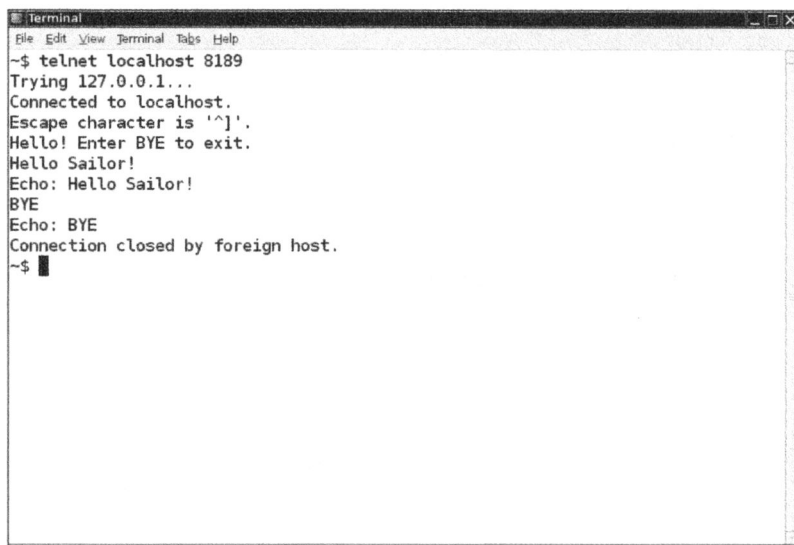 Terminal
File Edit View Terminal Tabs Help
~$ telnet localhost 8189
Trying 127.0.0.1...
Connected to localhost.
Escape character is '^]'.
Hello! Enter BYE to exit.
Hello Sailor!
Echo: Hello Sailor!
BYE
Echo: BYE
Connection closed by foreign host.
~$